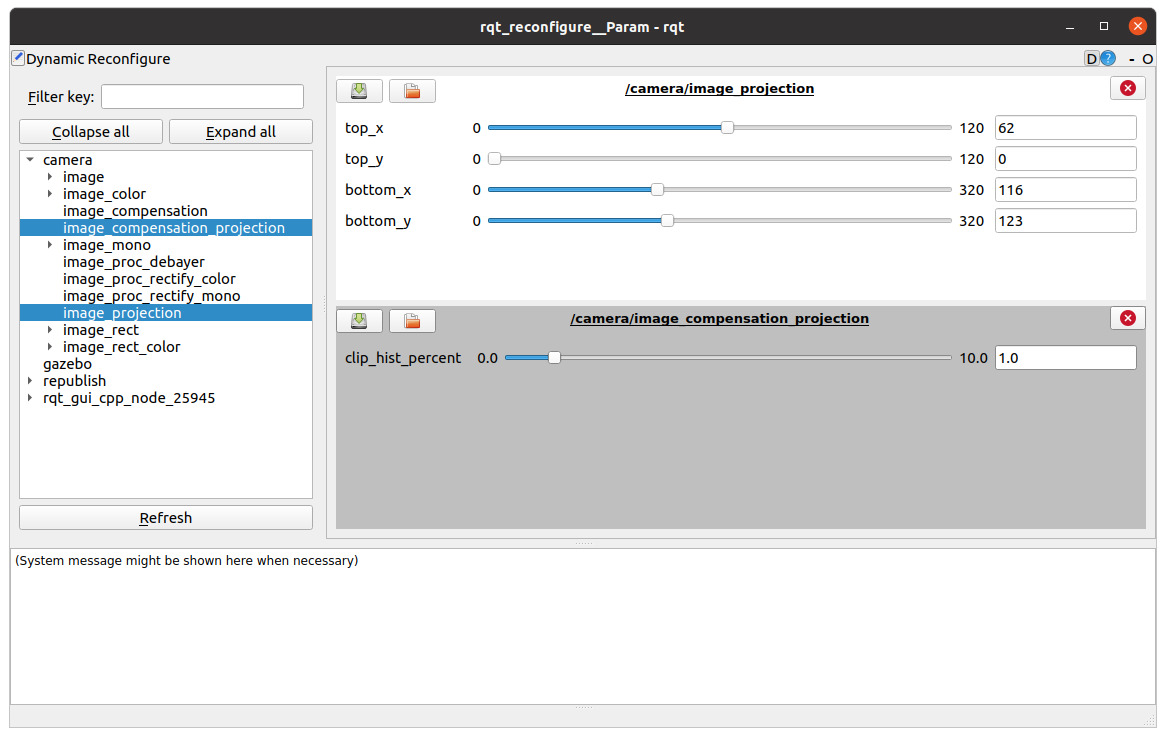 rqt_reconfigure__Param - rqt
Dynamic Reconfigure
D ? - O
Filter key:
Collapse all
Expand all
camera
image
image_color
image_compensation
image_compensation_projection
image_mono
image_proc_debayer
image_proc_rectify_color
image_proc_rectify_mono
image_projection
image_rect
image_rect_color
gazebo
republish
rqt_gui_cpp_node_25945
Refresh
/camera/image_projection
top_x 0 120 62
top_y 0 120 0
bottom_x 0 320 116
bottom_y 0 320 123
/camera/image_compensation_projection
clip_hist_percent 0.0 10.0 1.0
(System message might be shown here when necessary)